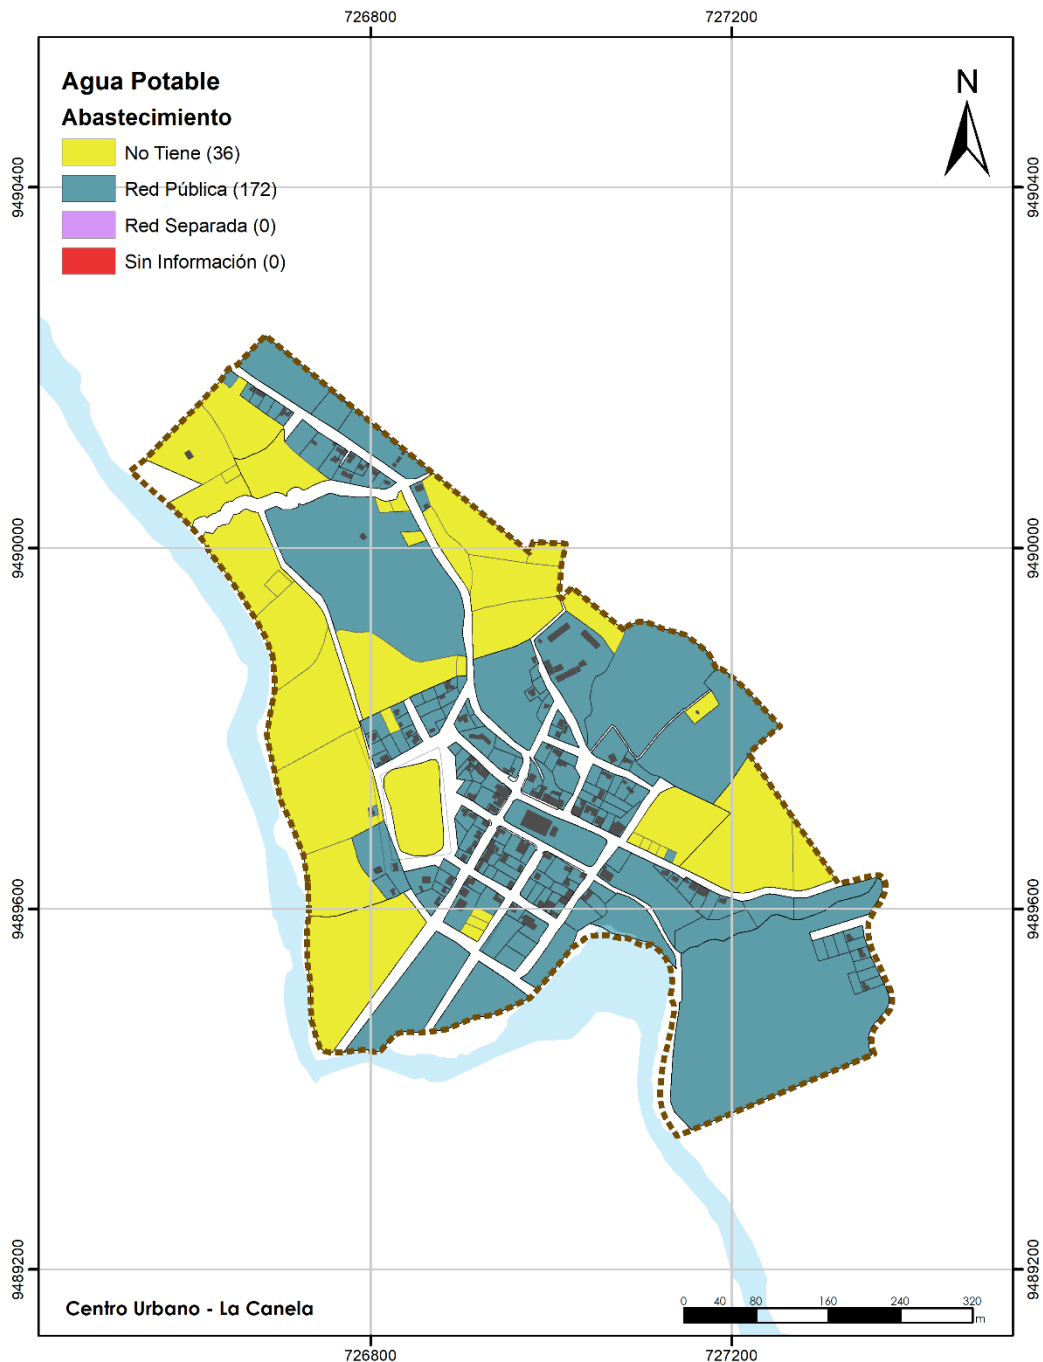 726800
727200
Agua Potable
Abastecimiento
No Tiene (36)
Red Pública (172)
Red Separada (0)
Sin Información (0)
N
9490400
9490400
9490000
9490000
9489600
9489600
9489200
9489200
Centro Urbano - La Canela
0 40 80 160 240 320
m
726800
727200